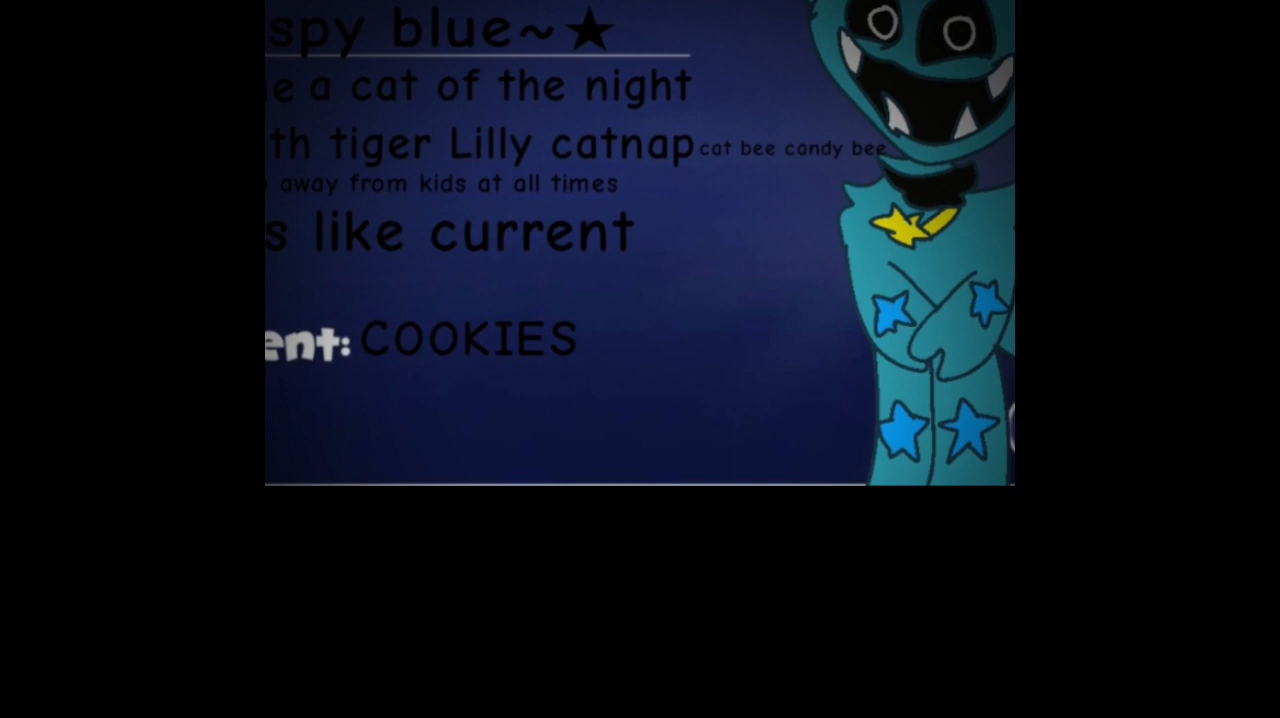 spy blue~★
e a cat of the night
th tiger Lilly catnap cat bee candy bee
away from kids at all times
s like current
ent: COOKIES